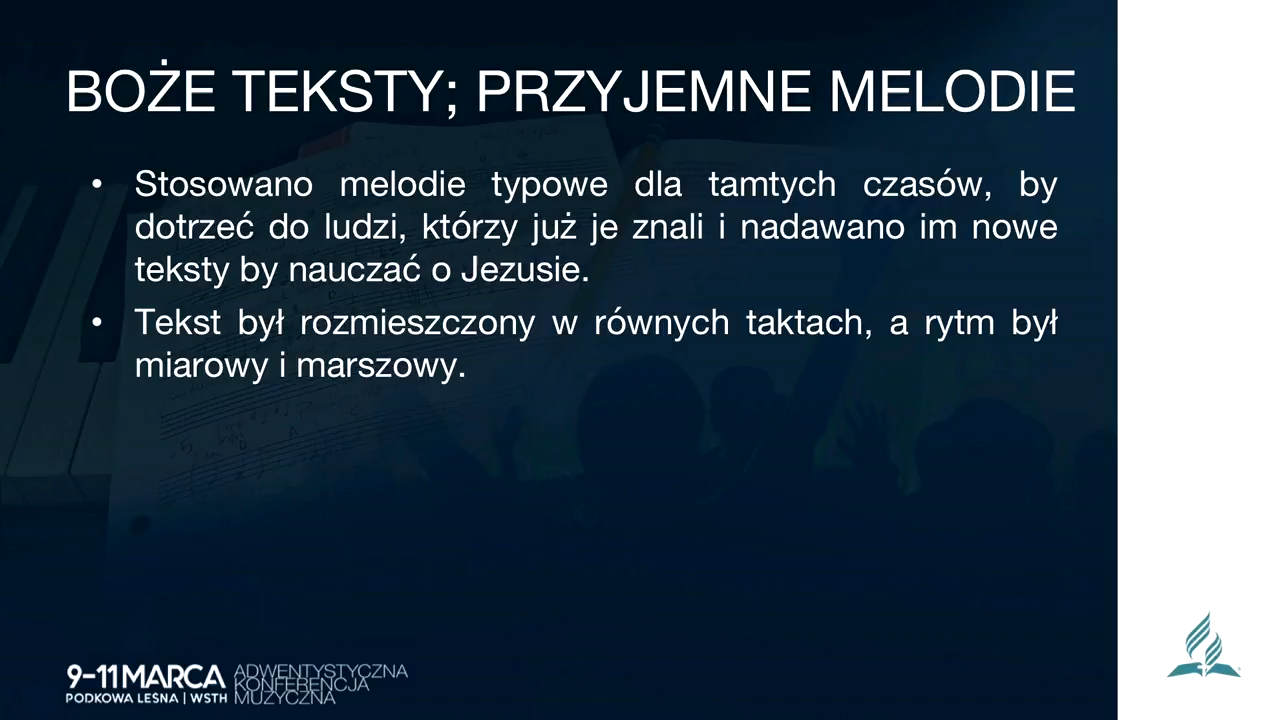 BOŻE TEKSTY; PRZYJEMNE MELODIE
• Stosowano melodie typowe dla tamtych czasów, by
dotrzeć do ludzi, którzy już je znali i nadawano im nowe
teksty by nauczać o Jezusie.
• Tekst był rozmieszczony w równych taktach, a rytm był
miarowy i marszowy.
9-11 MARCA
PODKOWA LEŚNA | WSTH
ADWENTYSTYCZNA
KONFERENCJA
MUZYCZNA